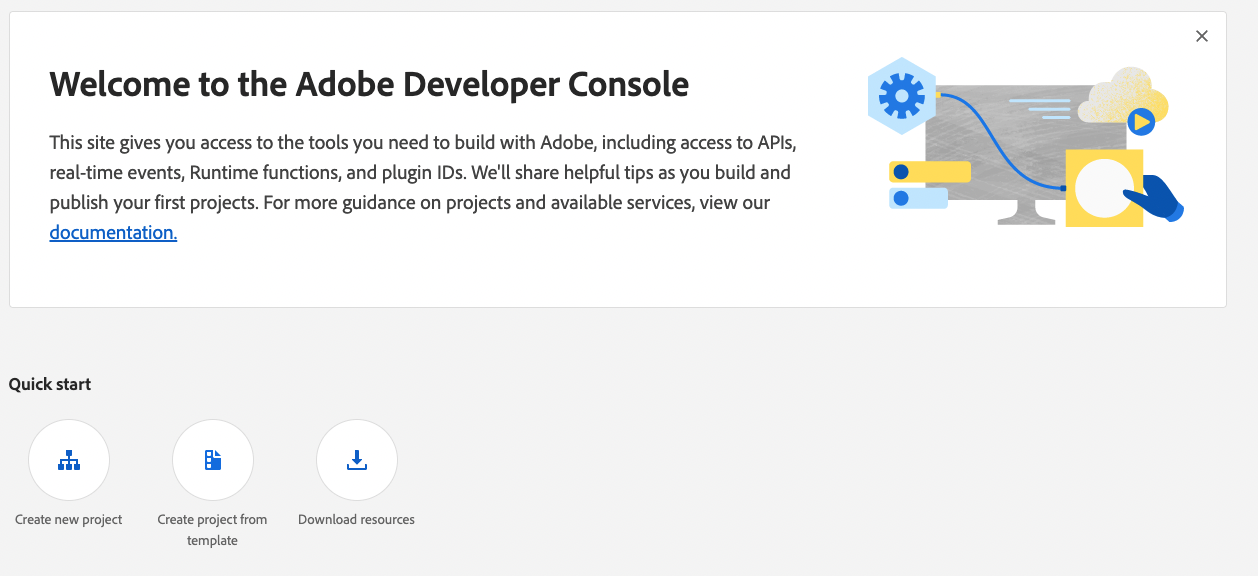 Welcome to the Adobe Developer Console
This site gives you access to the tools you need to build with Adobe, including access to APIs,
real-time events, Runtime functions, and plugin IDs. We'll share helpful tips as you build and
publish your first projects. For more guidance on projects and available services, view our
documentation.
Quick start
Create new project
Create project from
template
Download resources